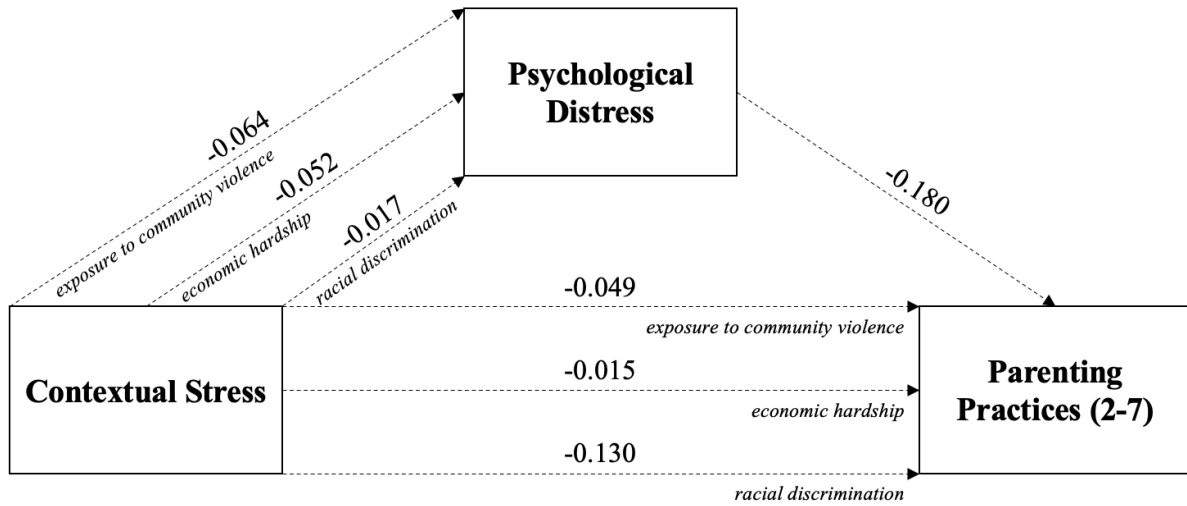 Psychological
Distress
-0.064
exposure to community violence
-0.052
economic hardship
-0.017
racial discrimination
-0.180
Contextual Stress
-0.049
exposure to community violence
-0.015
economic hardship
-0.130
racial discrimination
Parenting
Practices (2-7)